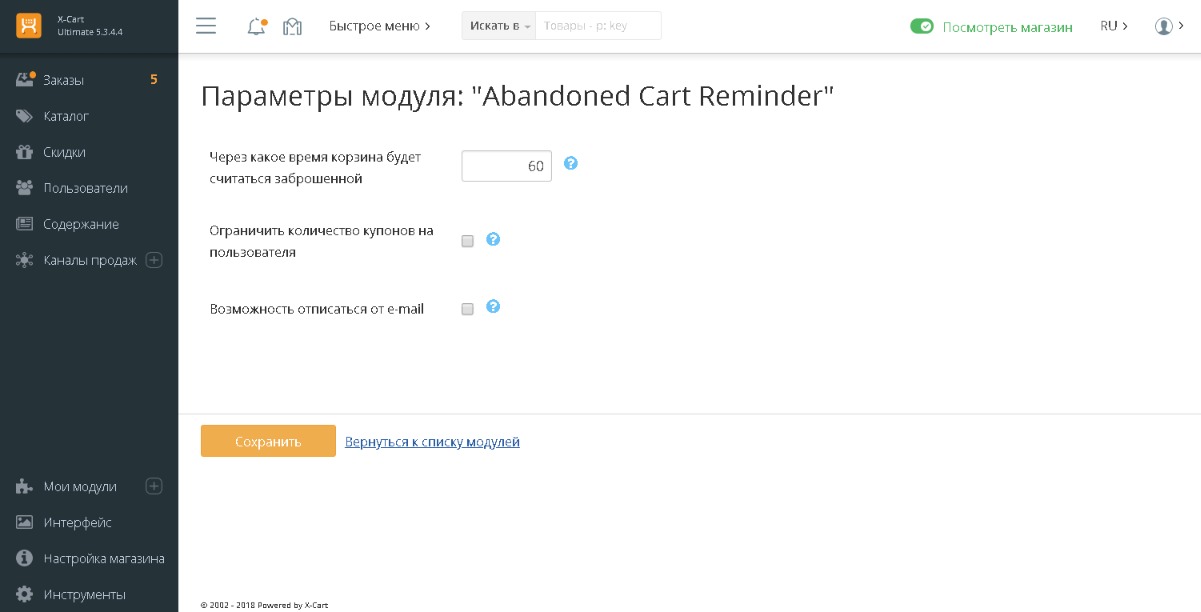 X-Cart
Ultimate 5.3.4.4
Быстрое меню
Искать в
Товары - p: key
Посмотреть магазин
RU
Заказы
5
Каталог
Скидки
Пользователи
Содержание
Каналы продаж
Мои модули
Интерфейс
Настройка магазина
Инструменты
Параметры модуля: "Abandoned Cart Reminder"
Через какое время корзина будет
считаться заброшенной
60
Ограничить количество купонов на
пользователя
Возможность отписаться от e-mail
Сохранить
Вернуться к списку модулей
© 2002 - 2018 Powered by X-Cart